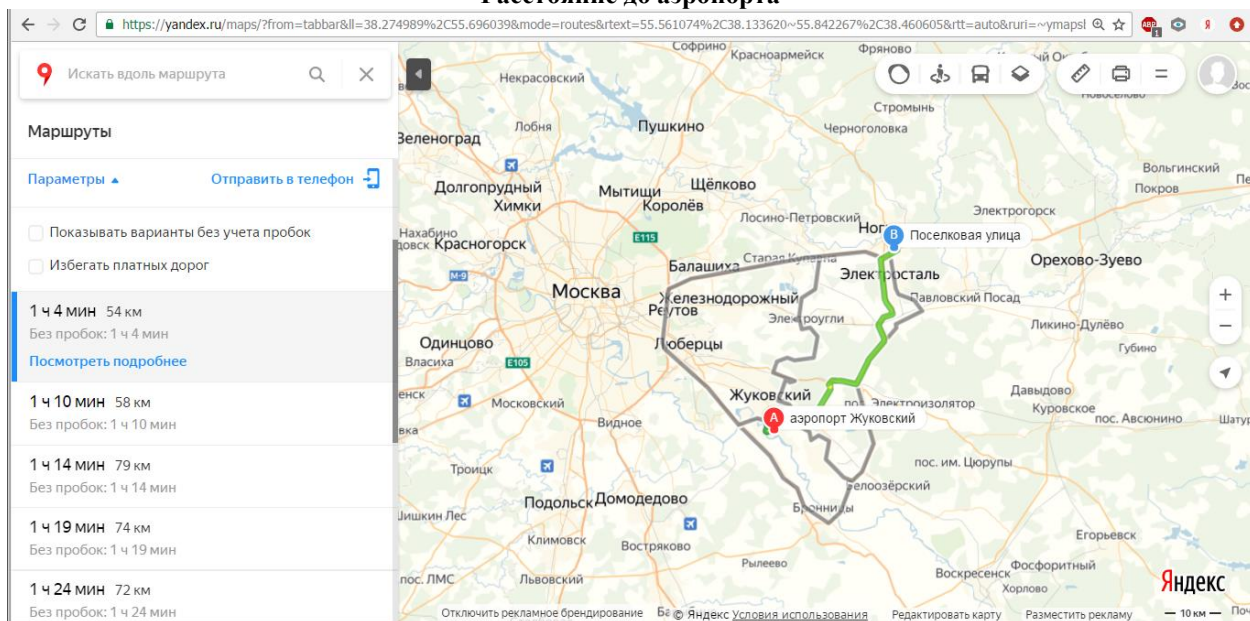 Расстояние до аэропорта
https://yandex.ru/maps/?from=tabbar&ll=38.274989%2C55.696039&mode=routes&rtext=55.561074%2C38.133620~55.842267%2C38.460605&rtt=auto&ruri=~ymapsl
ABP
1
Я
Искать вдоль маршрута
Маршруты
Параметры
Отправить в телефон
Показывать варианты без учета пробок
Избегать платных дорог
1 ч 4 мин 54 км
Без пробок: 1 ч 4 мин
Посмотреть подробнее
1 ч 10 мин 58 км
Без пробок: 1 ч 10 мин
1 ч 14 мин 79 км
Без пробок: 1 ч 14 мин
1 ч 19 мин 74 км
Без пробок: 1 ч 19 мин
1 ч 24 мин 72 км
Без пробок: 1 ч 24 мин
Софрино
Красноармейск
Фряново
Некрасовский
Стромынь
Лобня
Пушкино
Черноголовка
Зеленоград
Вольгинский
Долгопрудный
Мытищи
Щёлково
Покров
Химки
Королёв
Лосино-Петровский
Электрогорск
Нахабино
Красногорск
E115
B
Поселковая улица
Балашиха
Старая Купавна
Электросталь
Орехово-Зуево
М-9
Москва
Железнодорожный
Павловский Посад
Реутов
Электроугли
Ликино-Дулёво
Одинцово
Люберцы
Губино
Власиха
E105
Жуковский
Давыдово
Московский
пос. Электроизолятор
Куровское
пос. Авсюнино
Видное
A
аэропорт Жуковский
Троицк
пос. им. Цюрупы
Белоозёрский
Подольск
Домодедово
Бронницы
Шишкин Лес
Климовск
Востряково
Егорьевск
Рылеево
Фосфоритный
пос. ЛМС
Львовский
Воскресенск
Хорлово
Яндекс
Отключить рекламное брендирование
© Яндекс Условия использования
Редактировать карту
Разместить рекламу
10 км